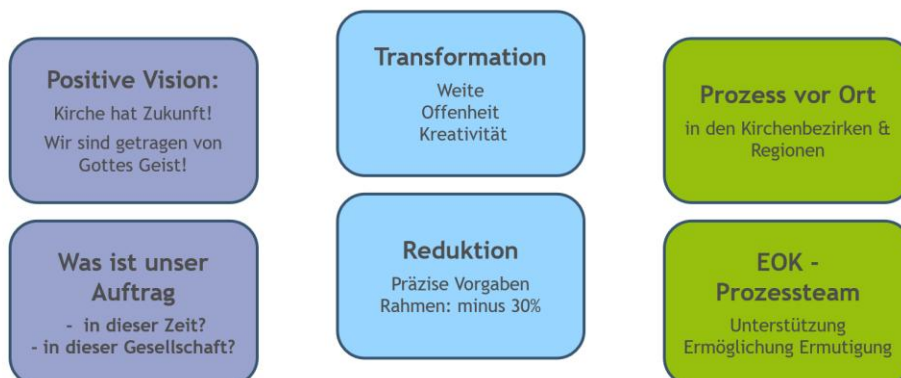 Positive Vision:
Kirche hat Zukunft!
Wir sind getragen von
Gottes Geist!
Was ist unser
Auftrag
- in dieser Zeit?
- in dieser Gesellschaft?
Transformation
Weite
Offenheit
Kreativität
Reduktion
Präzise Vorgaben
Rahmen: minus 30%
Prozess vor Ort
in den Kirchenbezirken &
Regionen
EOK -
Prozessteam
Unterstützung
Ermöglichung Ermutigung